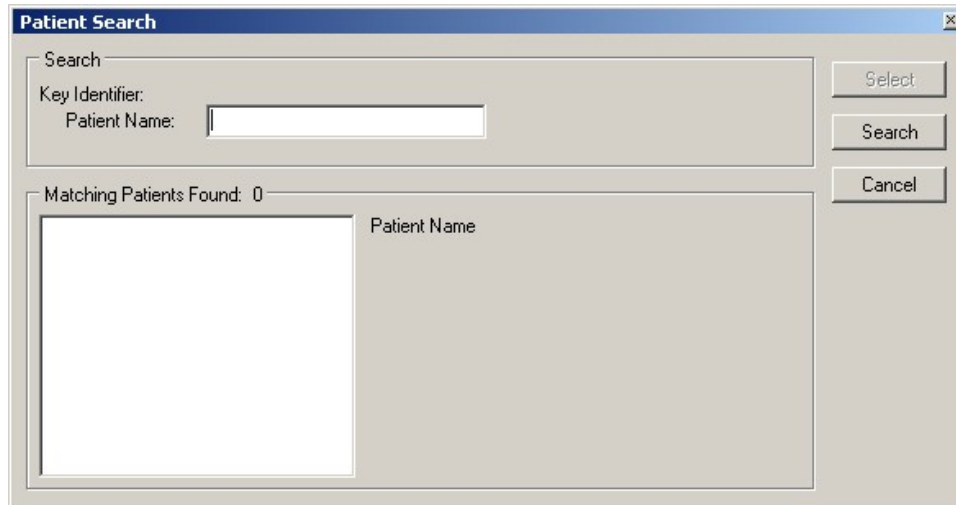 Patient Search
Search
Key Identifier:
Patient Name:
Select
Search
Cancel
Matching Patients Found: 0
Patient Name